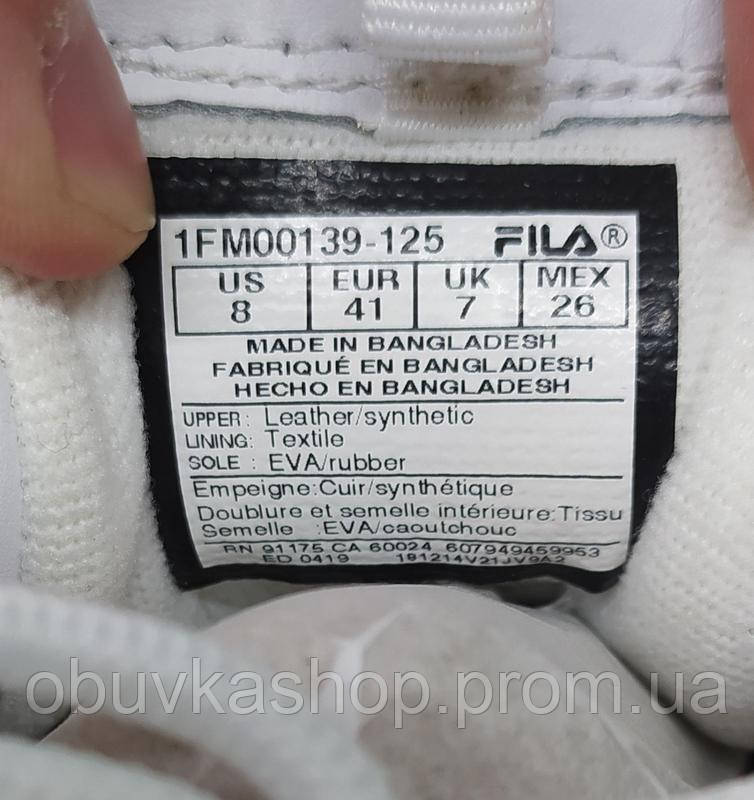 1FM00139-125 FILA®
US EUR UK MEX
8 41 7 26
MADE IN BANGLADESH
FABRIQUÉ EN BANGLADESH
HECHO EN BANGLADESH
UPPER: Leather/synthetic
LINING: Textile
SOLE : EVA/rubber
Empeigne:Cuir/synthétique
Doublure et semelle intérieure:Tissu
Semelle :EVA/caoutchouc
RN 91175 CA 60024 607949459953
ED 0419 191214V21JV9A2
obuvkashop.prom.ua